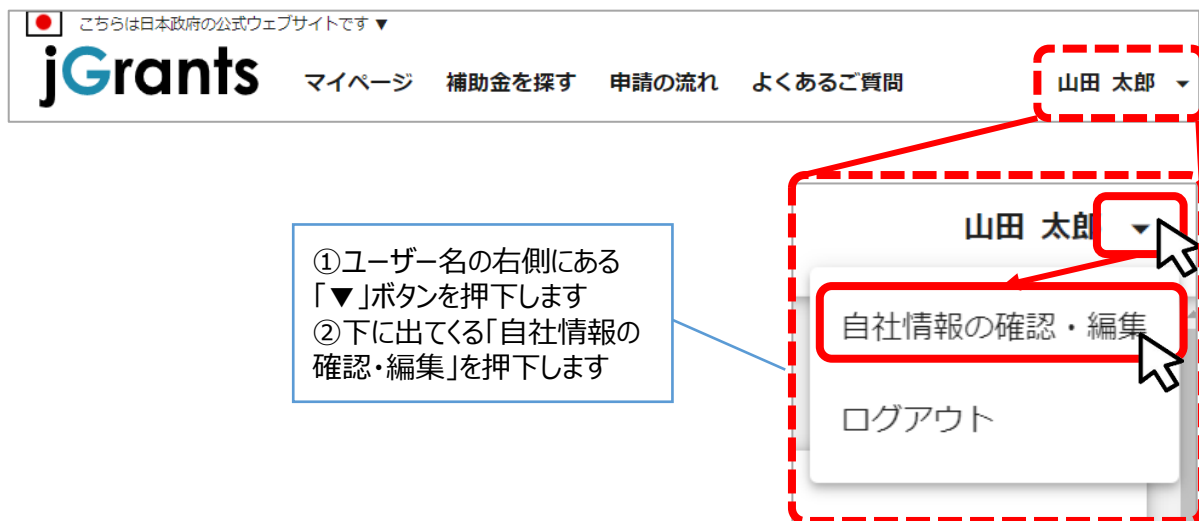 こちらは日本政府の公式ウェブサイトです ▼
jGrants マイページ 補助金を探す 申請の流れ よくあるご質問 山田 太郎 ▼
山田 太郎 ▼
①ユーザー名の右側にある
「▼」ボタンを押下します
②下に出てくる「自社情報の
確認・編集」を押下します
自社情報の確認・編集
ログアウト